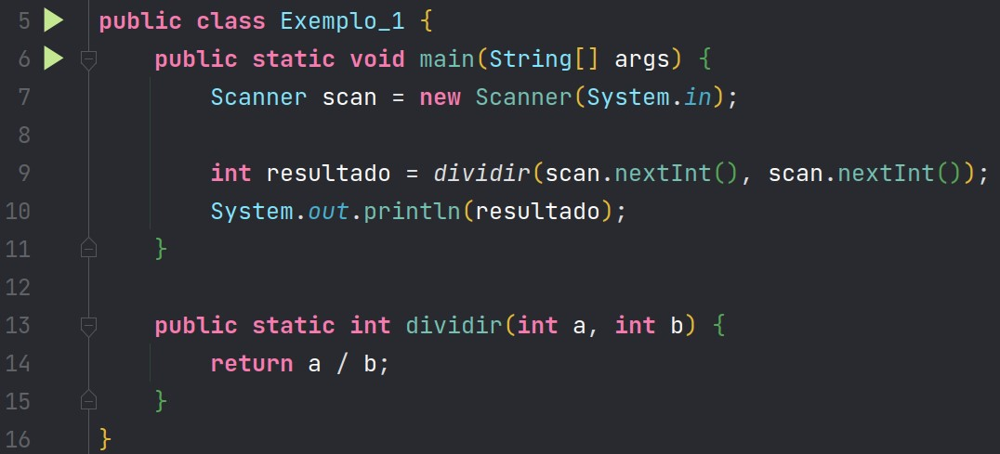 5 public class Exemplo_1 {
6 public static void main(String[] args) {
7 Scanner scan = new Scanner(System.in);
8
9 int resultado = dividir(scan.nextInt(), scan.nextInt());
10 System.out.println(resultado);
11 }
12
13 public static int dividir(int a, int b) {
14 return a / b;
15 }
16 }